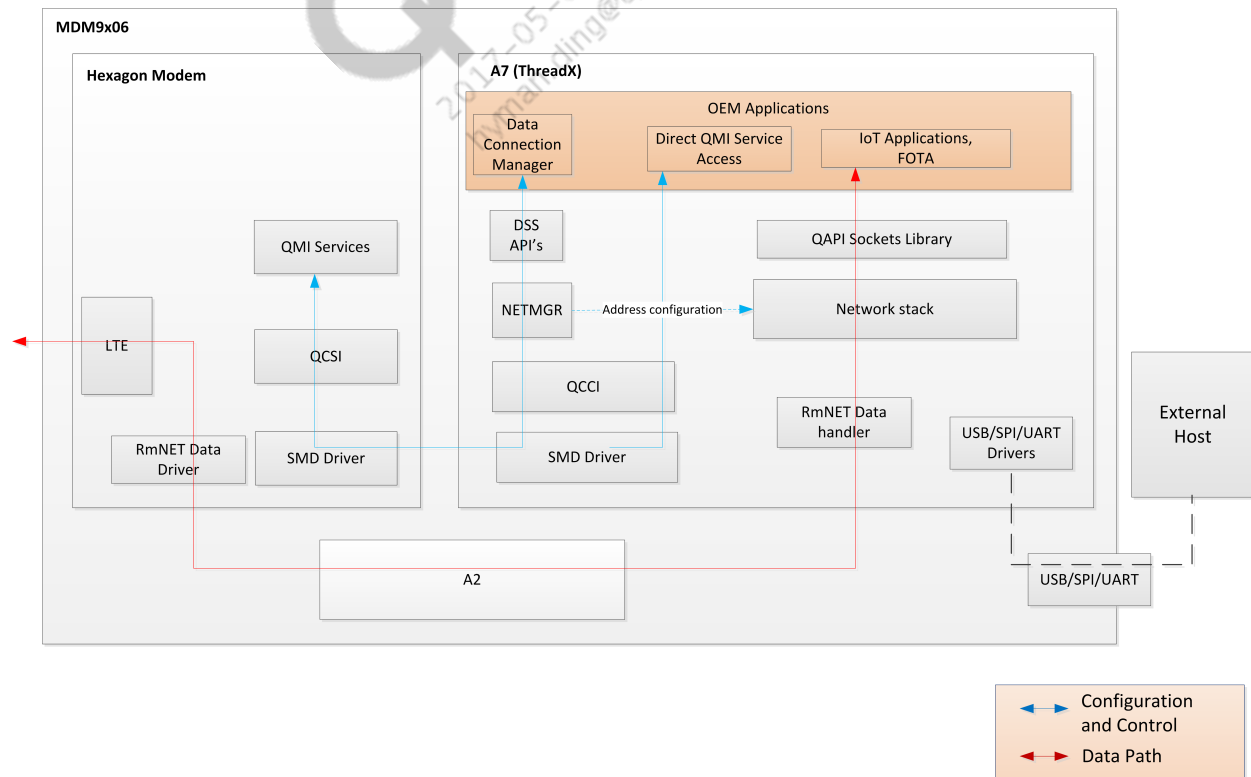 MDM9x06
Hexagon Modem
A7 (ThreadX)
OEM Applications
Data
Connection
Manager
Direct QMI Service
Access
IoT Applications,
FOTA
QMI Services
DSS
API's
QAPI Sockets Library
LTE
QCSI
NETMGR
Address configuration
Network stack
QCCI
RmNET Data
Driver
SMD Driver
SMD Driver
RmNET Data
handler
USB/SPI/UART
Drivers
External
Host
A2
USB/SPI/UART
Configuration
and Control
Data Path